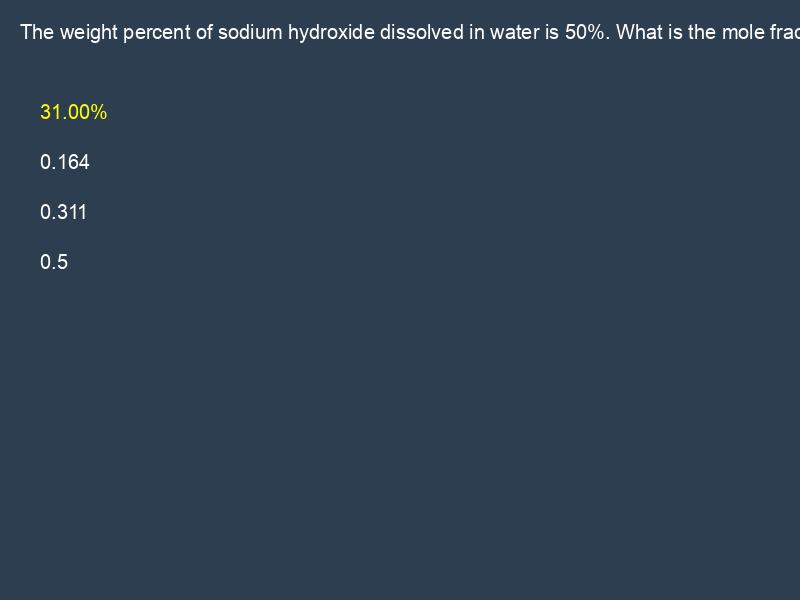 The weight percent of sodium hydroxide dissolved in water is 50%. What is the mole frac
31.00%
0.164
0.311
0.5